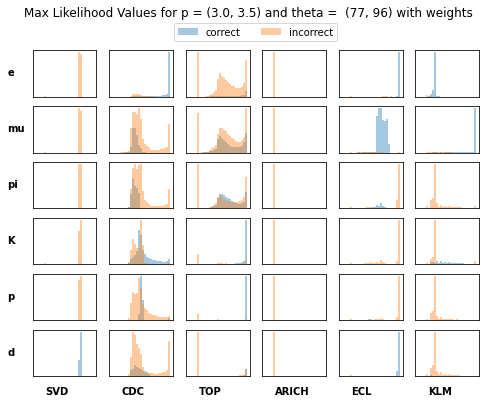 Max Likelihood Values for p = (3.0, 3.5) and theta =  (77, 96) with weights
correct incorrect
e
mu
pi
K
p
d
SVD CDC TOP ARICH ECL KLM